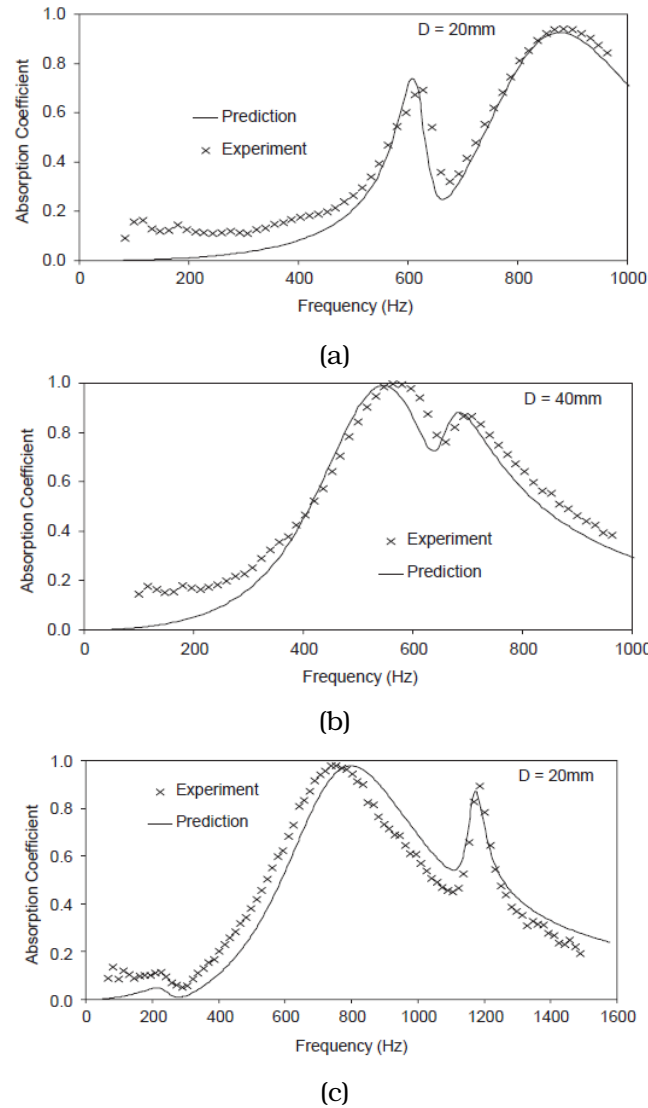 D = 20mm
1.0
0.8
0.6
0.4
0.2
0.0
Absorption Coefficient
Prediction
Experiment
0 200 400 600 800 1000
Frequency (Hz)
(a)
D = 40mm
1.0
0.8
0.6
0.4
0.2
0.0
Absorption Coefficient
Experiment
Prediction
0 200 400 600 800 1000
Frequency (Hz)
(b)
D = 20mm
1.0
0.8
0.6
0.4
0.2
0.0
Absorption Coefficient
Experiment
Prediction
0 200 400 600 800 1000 1200 1400 1600
Frequency (Hz)
(c)